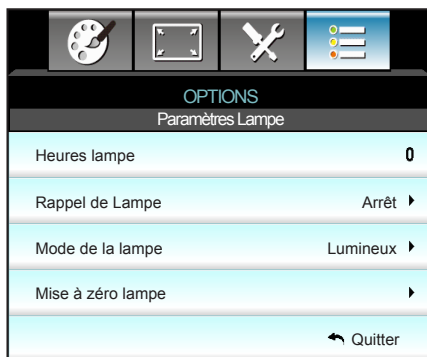 OPTIONS
Paramètres Lampe
Heures lampe 0
Rappel de Lampe Arrêt
Mode de la lampe Lumineux
Mise à zéro lampe
Quitter